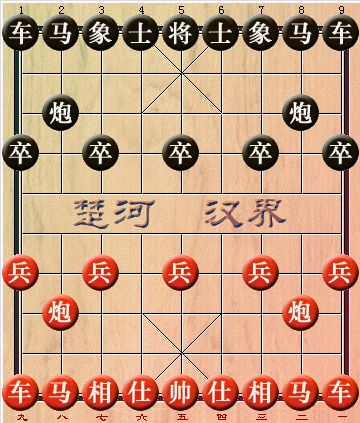 1 2 3 4 5 6 7 8 9
车马象士将士象马车
炮 炮
卒 卒 卒 卒 卒
楚河 汉界
兵 兵 兵 兵 兵
炮 炮
车马相仕帅仕相马车
九 八 七 六 五 四 三 二 一